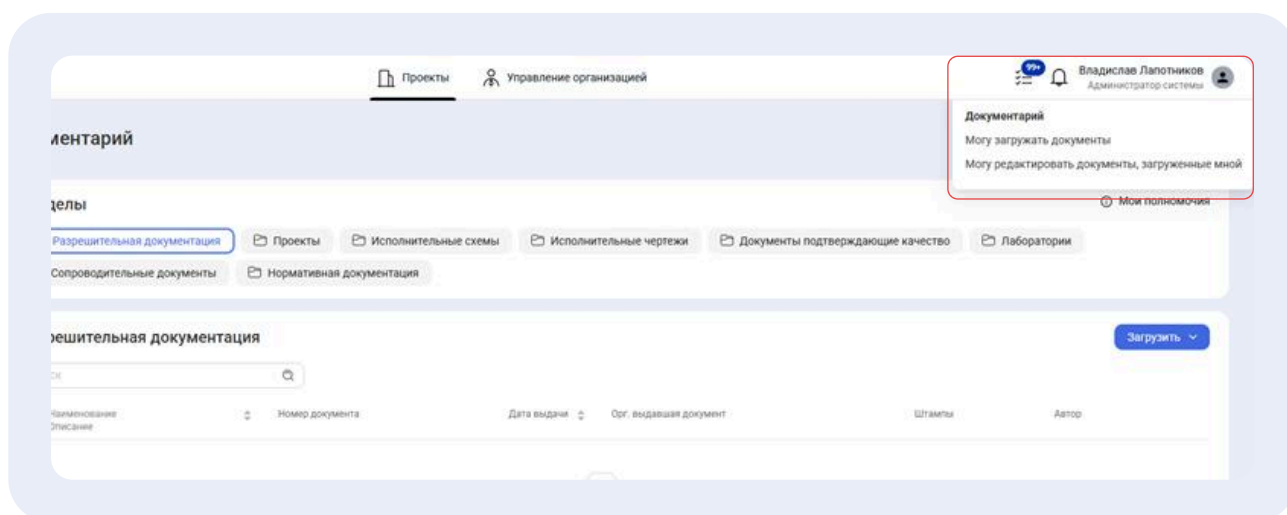 Проекты
Управление организацией
99+
Владислав Лапотников
Администратор системы
Документарий
Могу загружать документы
Могу редактировать документы, загруженные мной
ментарий
делы
Мои полномочия
Разрешительная документация
Проекты
Исполнительные схемы
Исполнительные чертежи
Документы подтверждающие качество
Лаборатории
Сопроводительные документы
Нормативная документация
решительная документация
Загрузить
ск
Наименование
Описание
Номер документа
Дата выдачи
Орг. выдавшая документ
Штампы
Автор